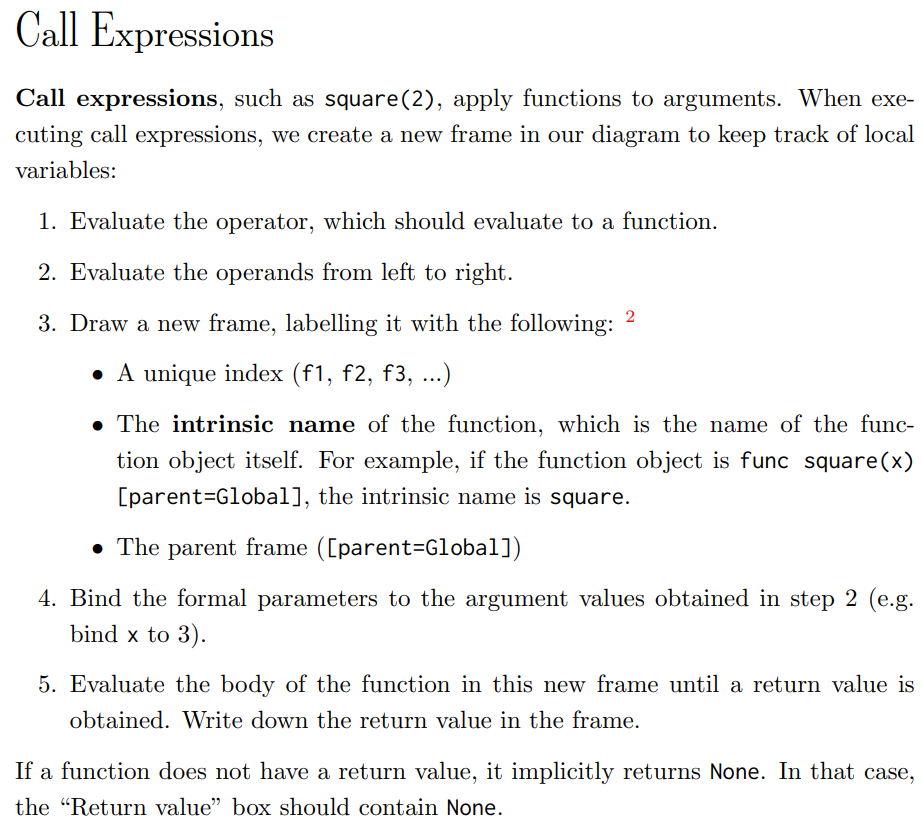 Call Expressions
Call expressions, such as square(2), apply functions to arguments. When exe-
cuting call expressions, we create a new frame in our diagram to keep track of local
variables:
1. Evaluate the operator, which should evaluate to a function.
2. Evaluate the operands from left to right.
3. Draw a new frame, labelling it with the following: 2
• A unique index (f1, f2, f3, ...)
• The intrinsic name of the function, which is the name of the func-
tion object itself. For example, if the function object is func square(x)
[parent=Global], the intrinsic name is square.
• The parent frame ([parent=Global])
4. Bind the formal parameters to the argument values obtained in step 2 (e.g.
bind x to 3).
5. Evaluate the body of the function in this new frame until a return value is
obtained. Write down the return value in the frame.
If a function does not have a return value, it implicitly returns None. In that case,
the “Return value” box should contain None.